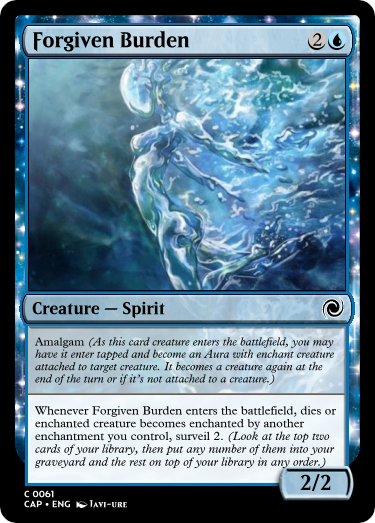 Forgiven Burden 2
Creature — Spirit
Amalgam (As this card creature enters the battlefield, you may
have it enter tapped and become an Aura with enchant creature
attached to target creature. It becomes a creature again at the
end of the turn or if it's not attached to a creature.)
Whenever Forgiven Burden enters the battlefield, dies or
enchanted creature becomes enchanted by another
enchantment you control, surveil 2. (Look at the top two
cards of your library, then put any number of them into your
graveyard and the rest on top of your library in any order.)
2/2
C 0061
CAP • ENG JAVI-URE